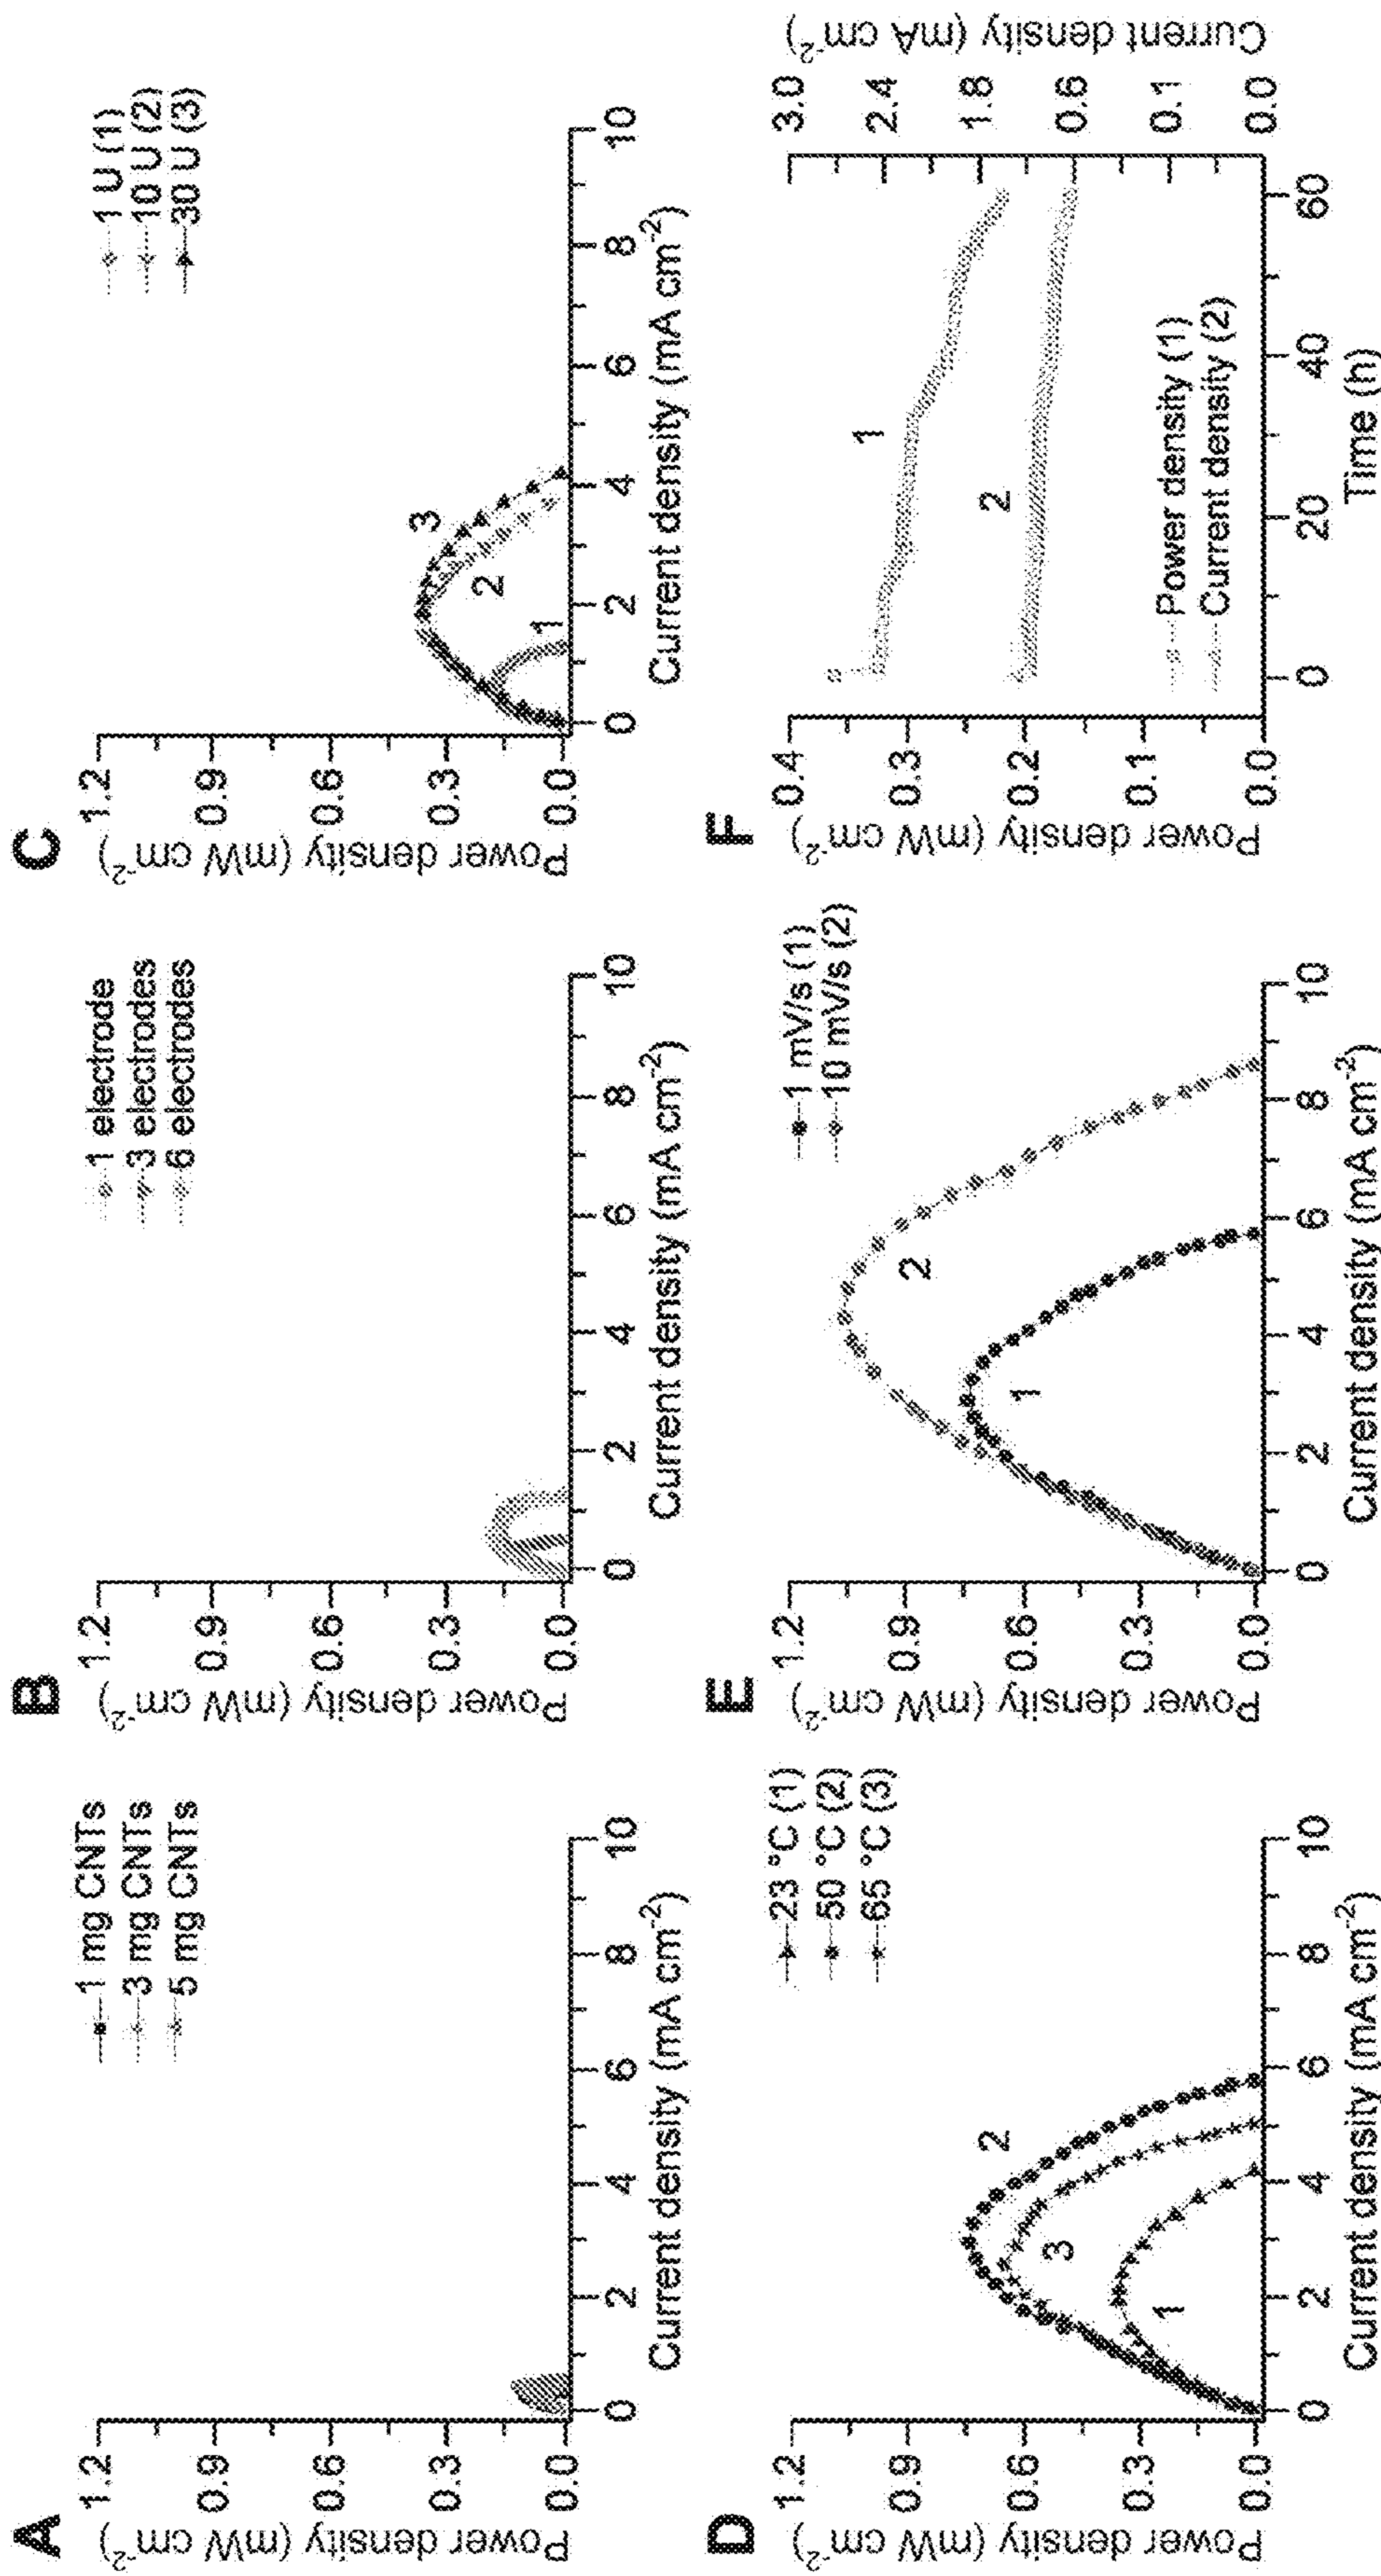 A
1.2
0.9
0.6
0.3
0.0
Power density (mW cm-2)
0 2 4 6 8 10
Current density (mA cm-2)
1 mg CNTs
3 mg CNTs
5 mg CNTs
B
1.2
0.9
0.6
0.3
0.0
Power density (mW cm-2)
0 2 4 6 8 10
Current density (mA cm-2)
1 electrode
3 electrodes
6 electrodes
C
1.2
0.9
0.6
0.3
0.0
Power density (mW cm-2)
0 2 4 6 8 10
Current density (mA cm-2)
1 U (1)
10 U (2)
30 U (3)
1
2
3
D
1.2
0.9
0.6
0.3
0.0
Power density (mW cm-2)
0 2 4 6 8 10
Current density (mA cm-2)
23 °C (1)
50 °C (2)
65 °C (3)
2
3
1
E
1.2
0.9
0.6
0.3
0.0
Power density (mW cm-2)
0 2 4 6 8 10
Current density (mA cm-2)
1 mV/s (1)
10 mV/s (2)
2
1
F
0.4
0.3
0.2
0.1
0.0
Power density (mW cm-2)
1
2
Power density (1)
Current density (2)
0 20 40 60
Time (h)
3.0
2.4
1.8
0.6
0.1
0.0
Current density (mA cm-2)